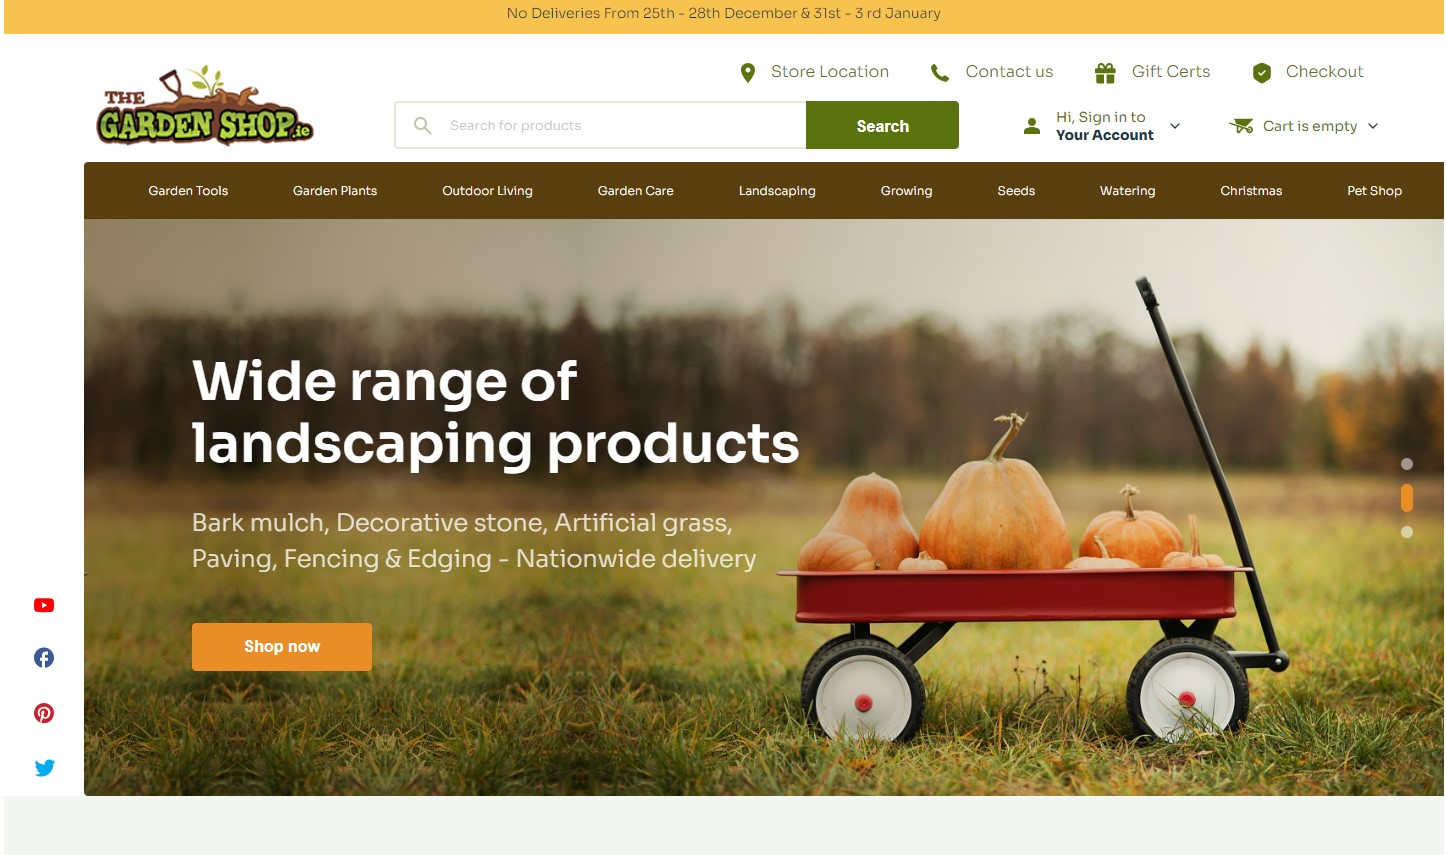 No Deliveries From 25th - 28th December & 31st - 3 rd January
Store Location
Contact us
Gift Certs
Checkout
THE
GARDEN SHOP.ie
Search for products
Search
Hi, Sign in to
Your Account
Cart is empty
Garden Tools
Garden Plants
Outdoor Living
Garden Care
Landscaping
Growing
Seeds
Watering
Christmas
Pet Shop
Wide range of
landscaping products
Bark mulch, Decorative stone, Artificial grass,
Paving, Fencing & Edging - Nationwide delivery
Shop now